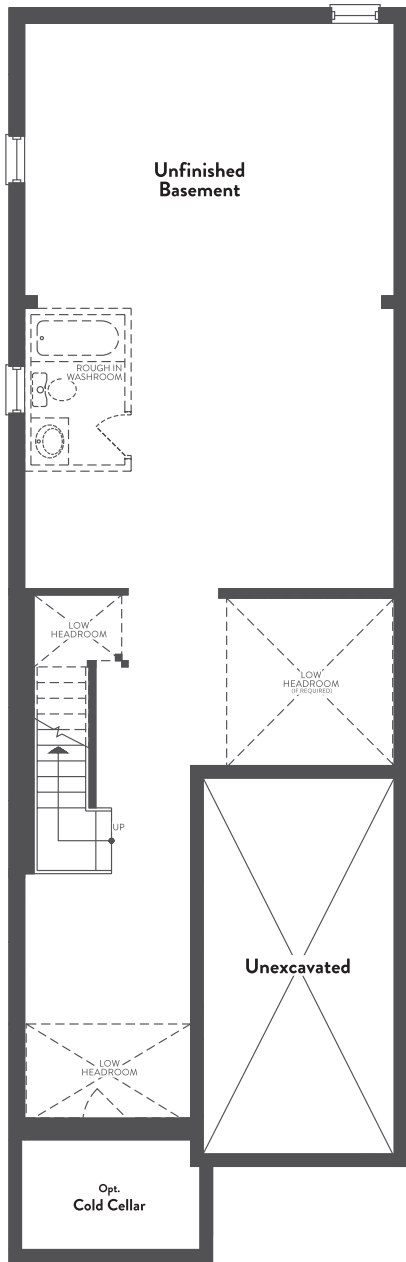 Unfinished
Basement
ROUGH IN
WASHROOM
LOW
HEADROOM
LOW
HEADROOM
(IF REQUIRED)
UP
Unexcavated
LOW
HEADROOM
Opt.
Cold Cellar